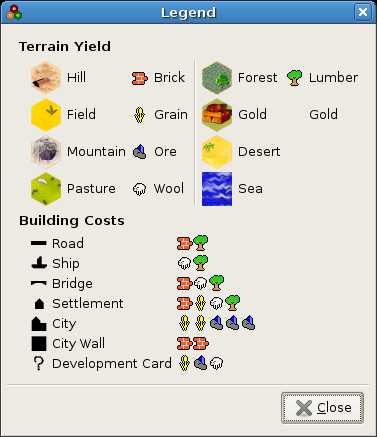 Legend
Terrain Yield
Hill Brick Forest Lumber
Field Grain Gold Gold
Mountain Ore Desert
Pasture Wool Sea
Building Costs
Road
Ship
Bridge
Settlement
City
City Wall
? Development Card
Close